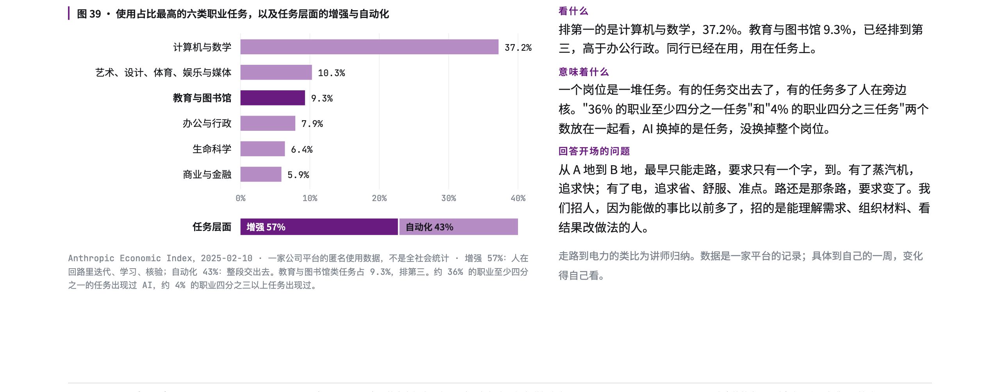 图 39 · 使用占比最高的六类职业任务，以及任务层面的增强与自动化
计算机与数学 37.2%
艺术、设计、体育、娱乐与媒体 10.3%
教育与图书馆 9.3%
办公与行政 7.9%
生命科学 6.4%
商业与金融 5.9%
0% 10% 20% 30% 40%
任务层面 增强 57% 自动化 43%
Anthropic Economic Index，2025-02-10 · 一家公司平台的匿名使用数据，不是全社会统计 · 增强 57%：人在
回路里迭代、学习、核验；自动化 43%：整段交出去。教育与图书馆类任务占 9.3%，排第三。约 36% 的职业至少四分
之一的任务出现过 AI，约 4% 的职业四分之三以上任务出现过。
看什么
排第一的是计算机与数学，37.2%。教育与图书馆 9.3%，已经排到第
三，高于办公行政。同行已经在用，用在任务上。
意味着什么
一个岗位是一堆任务。有的任务交出去了，有的任务多了人在旁边
核。"36% 的职业至少四分之一任务"和"4% 的职业四分之三任务"两个
数放在一起看，AI 换掉的是任务，没换掉整个岗位。
回答开场的问题
从 A 地到 B 地，最早只能走路，要求只有一个字，到。有了蒸汽机，
追求快；有了电，追求省、舒服、准点。路还是那条路，要求变了。我
们招人，因为能做的事比以前多了，招的是能理解需求、组织材料、看
结果改做法的人。
走路到电力的类比为讲师归纳。数据是一家平台的记录；具体到自己的一周，变化
得自己看。